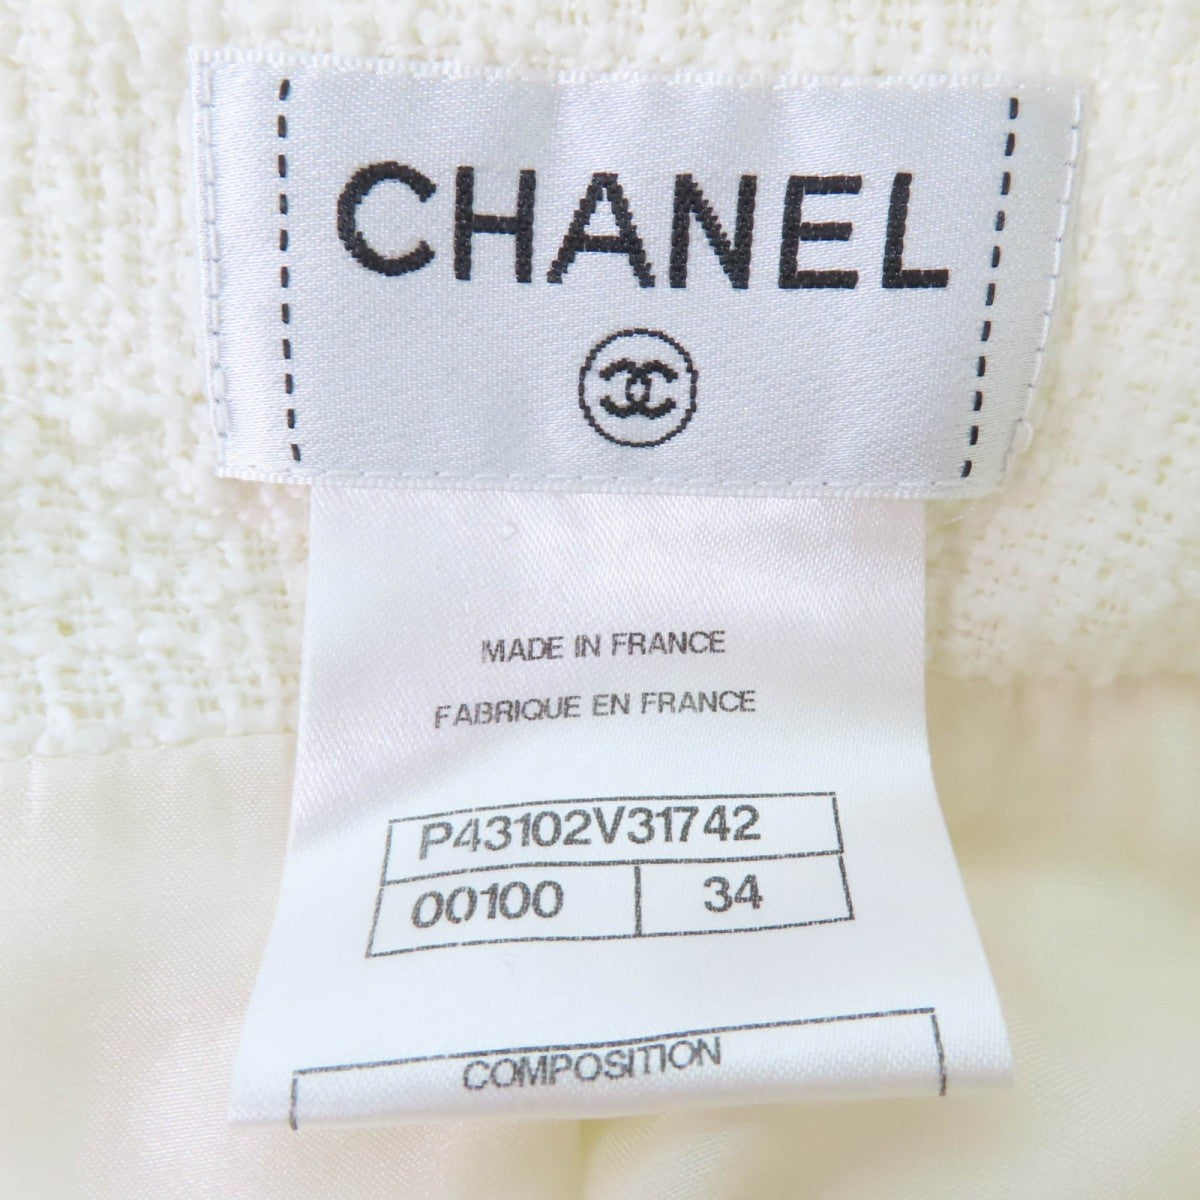 CHANEL
MADE IN FRANCE
FABRIQUE EN FRANCE
P43102V31742
00100 34
COMPOSITION